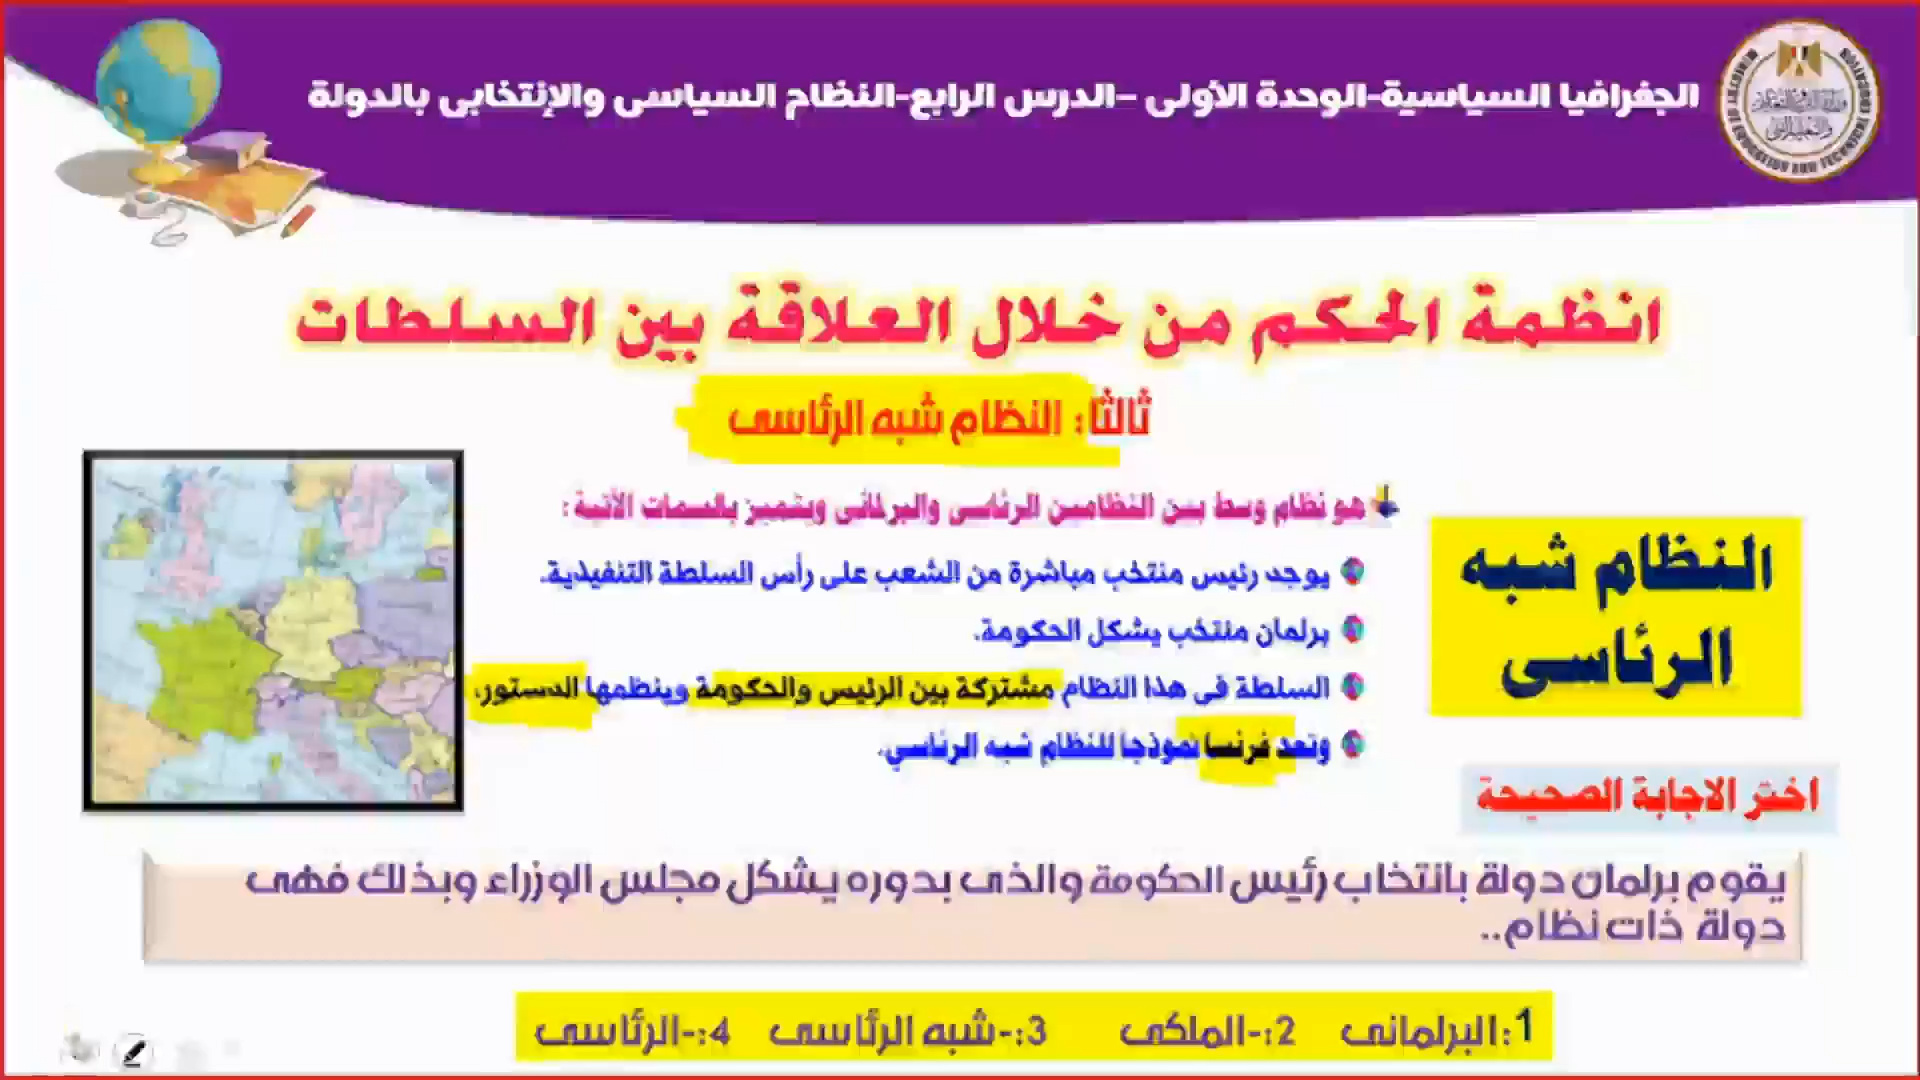 الجغرافيا السياسية-الوحدة الأولى –الدرس الرابع-النظام السياسى والإنتخابى بالدولة
انظمة الحكم من خلال العلاقة بين السلطات
ثالثا: النظام شبه الرئاسى
هو نظام وسط بين النظامين الرئاسى والبرلمانى ويتميز بالسمات الأتية :
يوجد رئيس منتخب مباشرة من الشعب على رأس السلطة التنفيذية.
برلمان منتخب يشكل الحكومة.
السلطة فى هذا النظام مشتركة بين الرئيس والحكومة وينظمها الدستور.
وتعد فرنسا نموذجا للنظام شبه الرئاسي.
النظام شبه
الرئاسى
اختر الاجابة الصحيحة
يقوم برلمان دولة بانتخاب رئيس الحكومة والذى بدوره يشكل مجلس الوزراء وبذلك فهى
دولة ذات نظام..
1:البرلمانى 2:-الملكى 3:-شبه الرئاسى 4:-الرئاسى